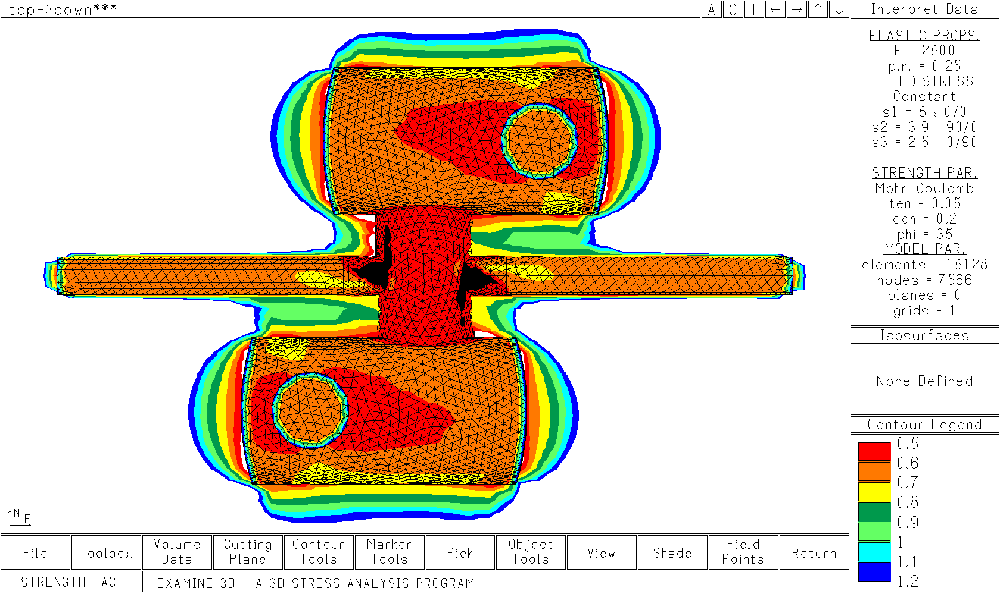 top->down***
A O I ← → ↑ ↓
Interpret Data
ELASTIC PROPS.
E = 2500
p.r. = 0.25
FIELD STRESS
Constant
s1 = 5 : 0/0
s2 = 3.9 : 90/0
s3 = 2.5 : 0/90
STRENGTH PAR.
Mohr-Coulomb
ten = 0.05
coh = 0.2
phi = 35
MODEL PAR.
elements = 15128
nodes = 7566
planes = 0
grids = 1
Isosurfaces
None Defined
Contour Legend
0.5
0.6
0.7
0.8
0.9
1
1.1
1.2
N
E
File
Toolbox
Volume
Data
Cutting
Plane
Contour
Tools
Marker
Tools
Pick
Object
Tools
View
Shade
Field
Points
Return
STRENGTH FAC.
EXAMINE 3D - A 3D STRESS ANALYSIS PROGRAM